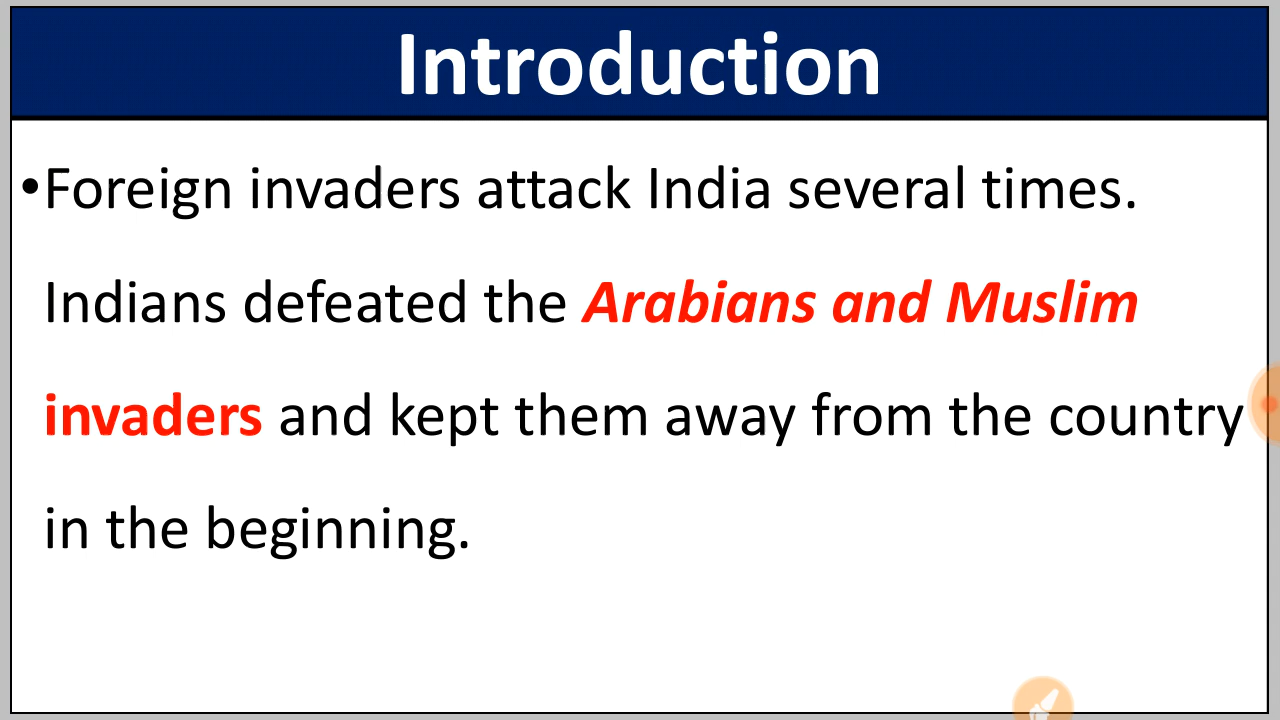 Introduction
•Foreign invaders attack India several times.
Indians defeated the Arabians and Muslim
invaders and kept them away from the country
in the beginning.